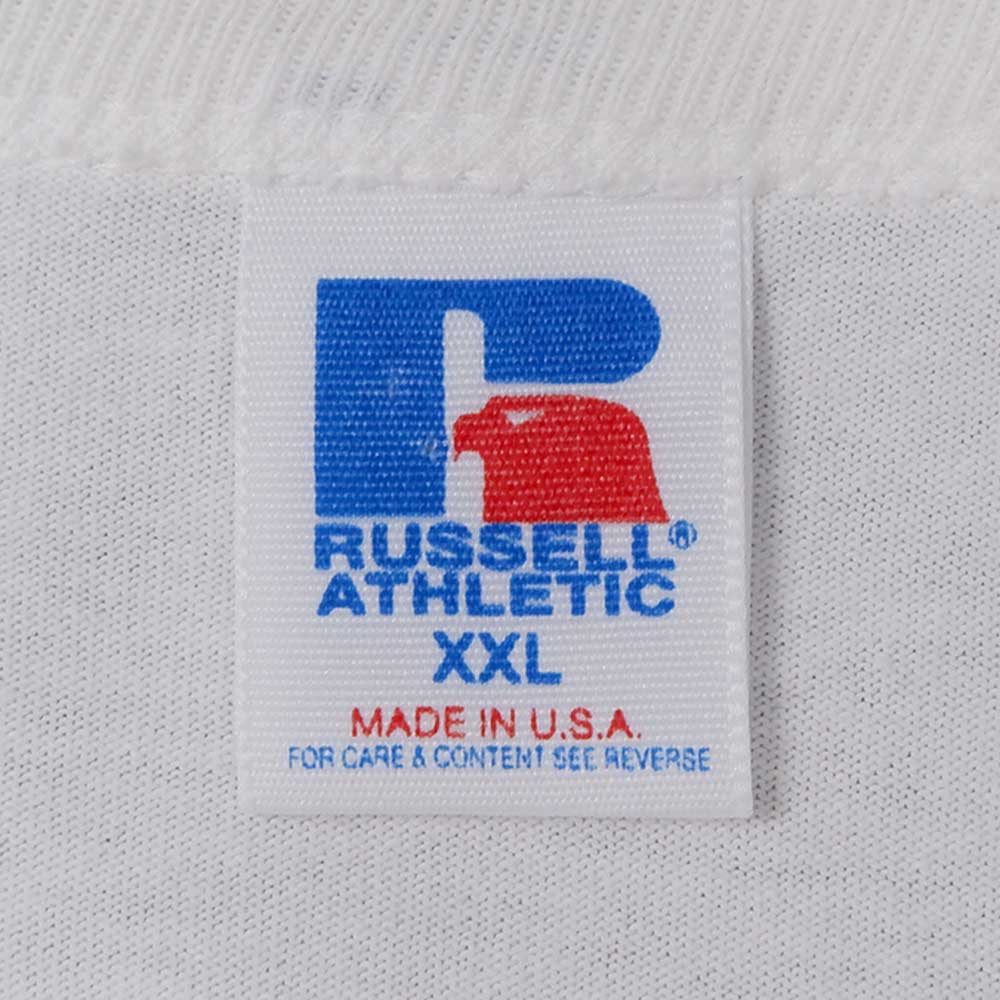 RUSSELL®
ATHLETIC
XXL
MADE IN U.S.A.
FOR CARE & CONTENT SEE REVERSE